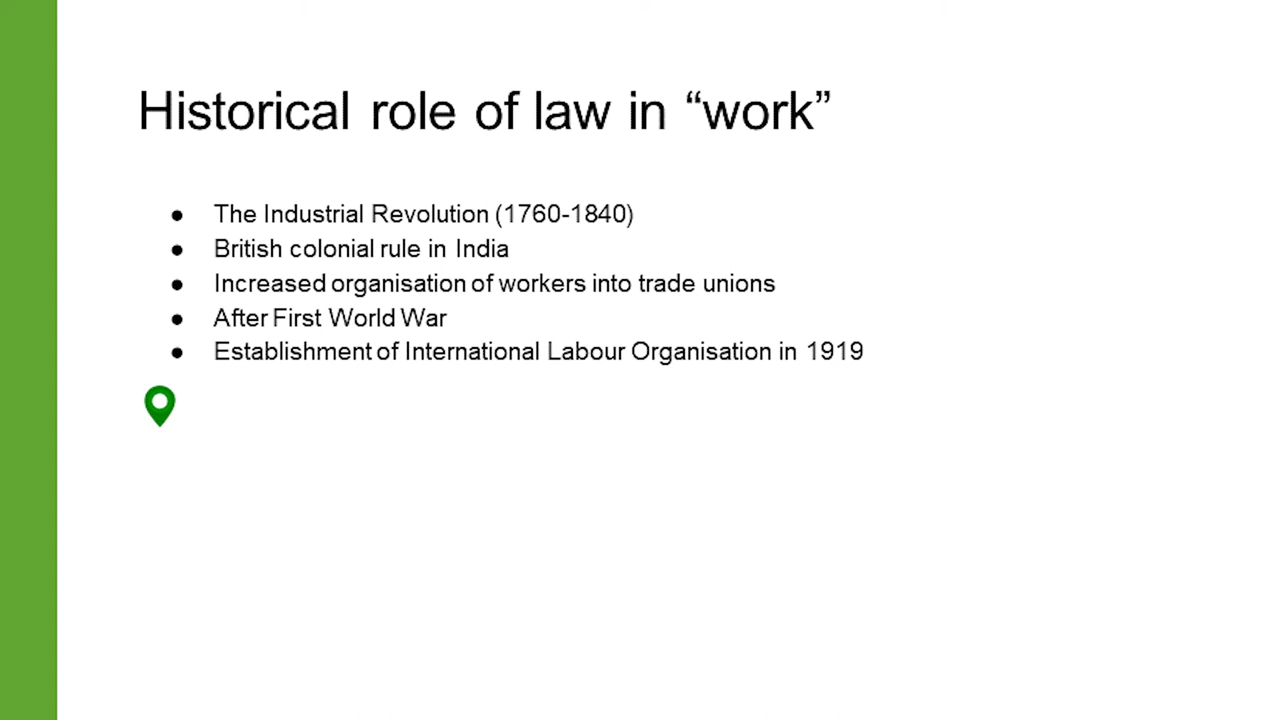 Historical role of law in “work”
● The Industrial Revolution (1760-1840)
● British colonial rule in India
● Increased organisation of workers into trade unions
● After First World War
● Establishment of International Labour Organisation in 1919